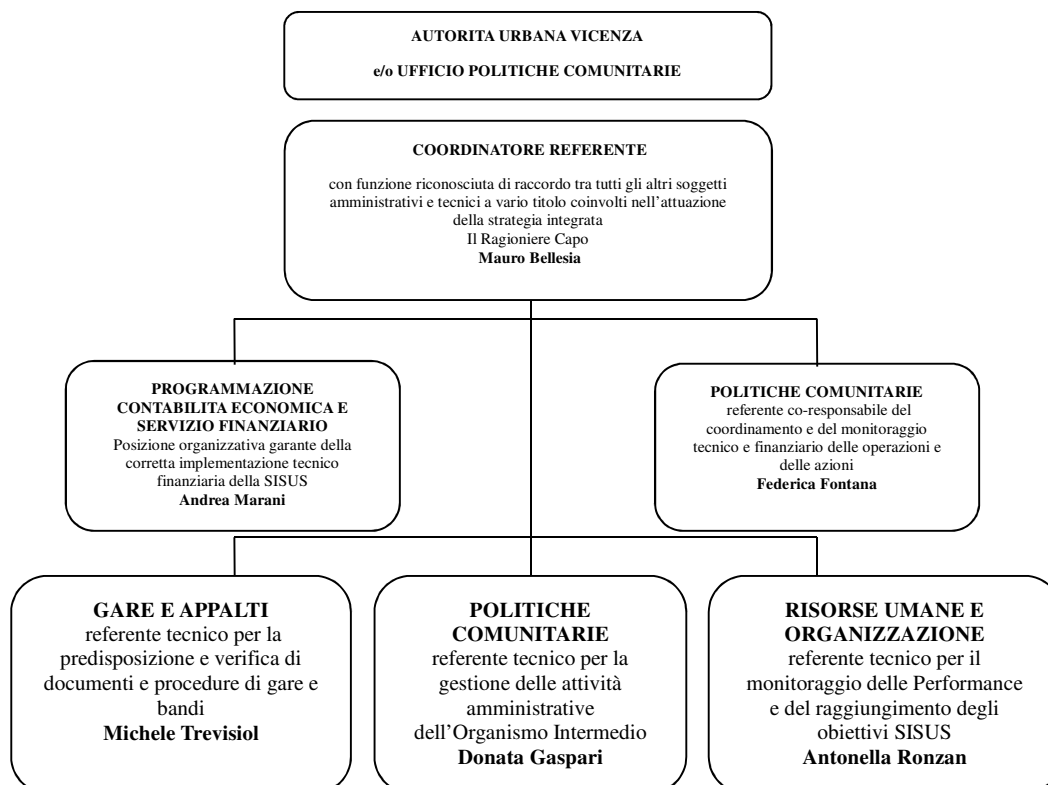 AUTORITA URBANA VICENZA
e/o UFFICIO POLITICHE COMUNITARIE
COORDINATORE REFERENTE
con funzione riconosciuta di raccordo tra tutti gli altri soggetti
amministrativi e tecnici a vario titolo coinvolti nell'attuazione
della strategia integrata
Il Ragioniere Capo
Mauro Bellesia
PROGRAMMAZIONE
CONTABILITA ECONOMICA E
SERVIZIO FINANZIARIO
Posizione organizzativa garante della
corretta implementazione tecnico
finanziaria della SISUS
Andrea Marani
POLITICHE COMUNITARIE
referente co-responsabile del
coordinamento e del monitoraggio
tecnico e finanziario delle operazioni e
delle azioni
Federica Fontana
GARE E APPALTI
referente tecnico per la
predisposizione e verifica di
documenti e procedure di gare e
bandi
Michele Trevisiol
POLITICHE
COMUNITARIE
referente tecnico per la
gestione delle attività
amministrative
dell'Organismo Intermedio
Donata Gaspari
RISORSE UMANE E
ORGANIZZAZIONE
referente tecnico per il
monitoraggio delle Performance
e del raggiungimento degli
obiettivi SISUS
Antonella Ronzan